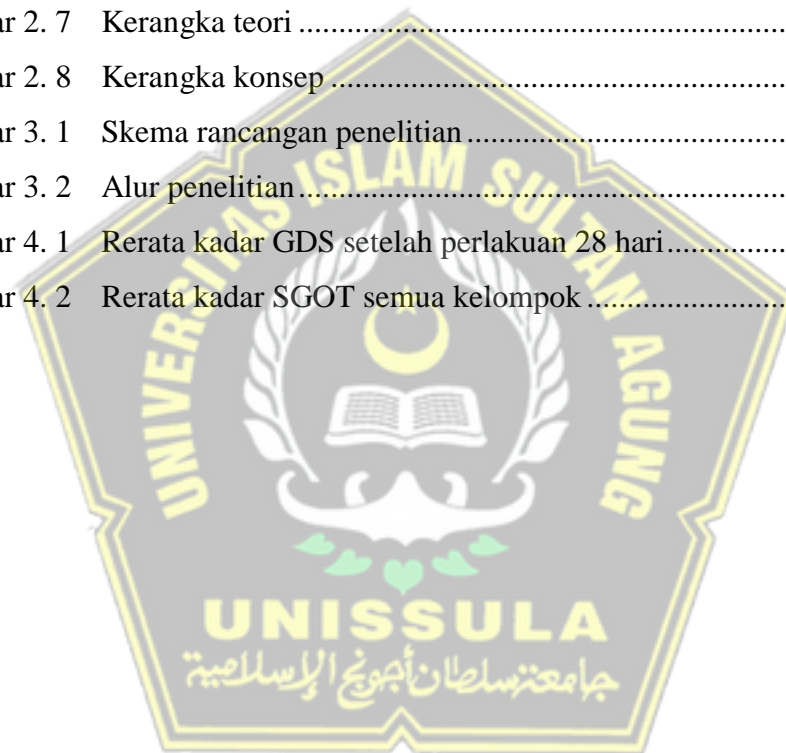 ar 2. 7 Kerangka teori ................................................................
ar 2. 8 Kerangka konsep ............................................................
ar 3. 1 Skema rancangan penelitian ..........................................
ar 3. 2 Alur penelitian ................................................................
ar 4. 1 Rerata kadar GDS setelah perlakuan 28 hari ...............
ar 4. 2 Rerata kadar SGOT semua kelompok .........................
UNIVERSITAS ISLAM SULTAN AGUNG
UNISSULA
جامعة سلطان أجونج الإسلامية